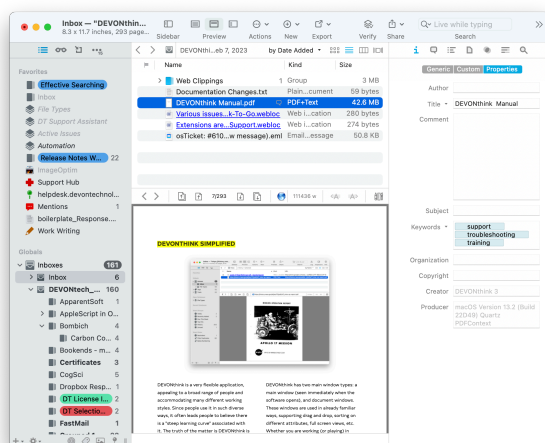 Inbox — "DEVONthin...
8.3 x 11.7 inches, 293 page...
Sidebar
Preview
Actions
New
Export
Verify
Share
Live while typing
Search
Favorites
Effective Searching
Inbox
File Types
DT Support Assistant
Active Issues
Automation
Release Notes W... 22
ImageOptim
Support Hub
helpdesk.devontechnol...
Mentions 1
boilerplate_Response....
Work Writing
Globals
Inboxes 161
Inbox 6
DEVONtech_... 160
ApparentSoft 1
AppleScript in O...
Bombich 4
Carbon Co... 4
Bookends - m... 4
Certificates 3
CogSci 5
Dropbox Resp... 1
DT License I... 2
DT Selectio... 2
FastMail 1
DEVONthi...eb 7, 2023
by Date Added
Name Kind Size
Web Clippings 1 Group 3 MB
Documentation Changes.txt Plain...cument 59 bytes
DEVONthink Manual.pdf PDF+Text 42.6 MB
Various issues...k-To-Go.webloc Web i...cation 280 bytes
Extensions are...Support.webloc Web i...cation 274 bytes
osTicket: #610...w message).eml Email...essage 50.8 KB
7/293
111436 w
DEVONTHINK SIMPLIFIED
APOLLO 17 MISSION
DEVONthink is a very flexible application,
appealing to a broad range of people and
accommodating many different working
styles. Since people use it in such diverse
ways, it often leads people to believe there
is a "steep learning curve" associated with
it. The truth of the matter is DEVONthink is
DEVONthink has two main window types: a
main window (seen immediately when the
software opens), and document windows.
These windows are used in already familiar
ways, supporting drag and drop, sorting on
different attributes, full screen views, etc.
Whether you are working (or playing) in
Generic Custom Properties
Author
Title DEVONthink Manual
Comment
Subject
Keywords support
troubleshooting
training
Organization
Copyright
Creator DEVONthink 3
Producer macOS Version 13.2 (Build
22D49) Quartz
PDFContext